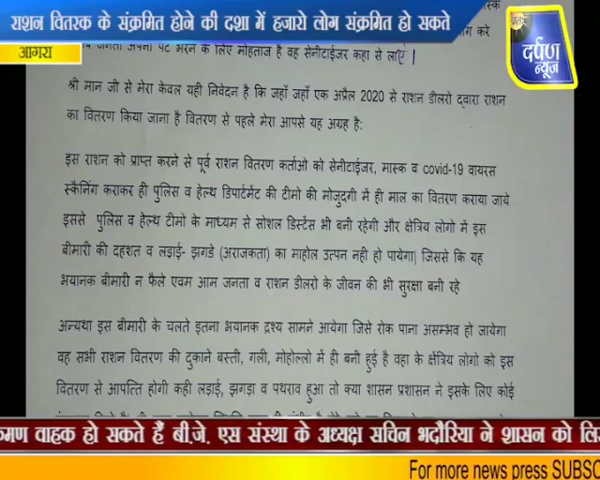 राशन वितरक के संक्रमित होने की दशा में हजारो लोग संक्रमित हो सकते
आगरा
दर्पण
न्यूज
जनता अपना पेट भरने के लिए मोहताज है वह सेनीटाईजर कहा से लाए |
श्री मान जी से मेरा केवल यही निवेदन है कि जहाँ जहाँ एक अप्रैल 2020 से राशन डीलरो द्वारा राशन
का वितरण किया जाना है वितरण से पहले मेरा आपसे यह अग्रह है:
इस राशन को प्राप्त करने से पूर्व राशन वितरण कर्ताओ को सेनीटाईजर, मास्क व covid-19 वायरस
स्कैनिंग कराकर ही पुलिस व हेल्थ डिपार्टमेंट की टीमो की मौजुदगी में ही माल का वितरण कराया जाये
इससे पुलिस व हेल्थ टीमो के माध्यम से सोशल डिस्टेंस भी बनी रहेगी और क्षेत्रिय लोगो में इस
बीमारी की दहशत व लड़ाई- झगडे (अराजकता) का माहोल उत्पन नही हो पायेगा| जिससे कि यह
भयानक बीमारी न फैले एवम आम जनता व राशन डीलरो के जीवन की भी सुरक्षा बनी रहे
अन्यथा इस बीमारी के चलते इतना भयानक द्रश्य सामने आयेगा जिसे रोक पाना असम्भव हो जायेगा
वह सभी राशन वितरण की दुकाने बस्ती, गली, मोहोल्लो में ही बनी हुई है वहा के क्षेत्रिय लोगो को इस
वितरण से आपत्ति होगी कही लड़ाई, झगड़ा व पथराव हुआ तो क्या शासन प्रशासन ने इसके लिए कोई
क्रमण वाहक हो सकते हैं बी.जे. एस संस्था के अध्यक्ष सचिन भदौरिया ने शासन को लि
For more news press SUBSC